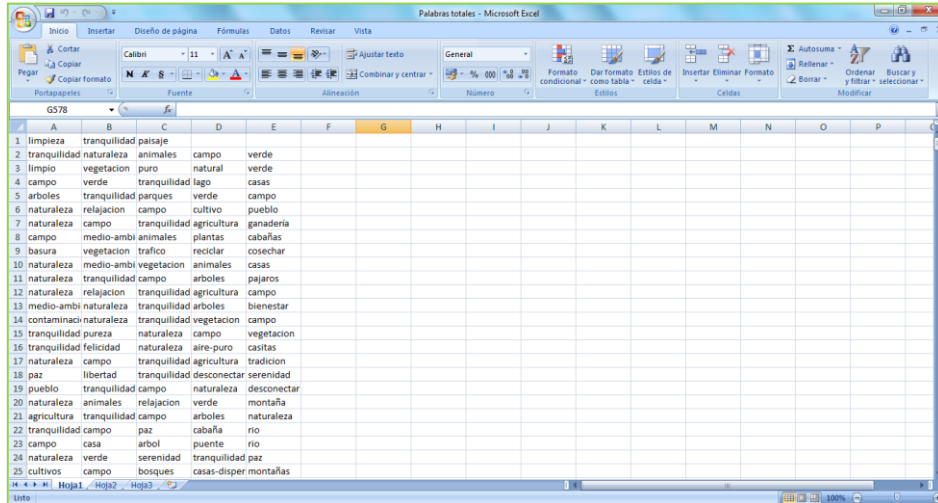 Palabras totales - Microsoft Excel
Inicio Insertar Diseño de página Fórmulas Datos Revisar Vista
Pegar Cortar Copiar Copiar formato
Calibri 11 A A Ajustar texto General
N K S A Combinar y centrar % 000
Formato condicional Dar formato como tabla Estilos de celda Insertar Eliminar Formato
Σ Autosuma Rellenar Borrar Ordenar y filtrar Buscar y seleccionar
Portapapeles Fuente Alineación Número Estilos Celdas Modificar
G578 fx
A B C D E F G H I J K L M N O P
1 limpieza tranquilidad paisaje
2 tranquilidad naturaleza animales campo verde
3 limpio vegetacion puro natural verde
4 campo verde tranquilidad lago casas
5 arboles tranquilidad parques verde campo
6 naturaleza relajacion campo cultivo pueblo
7 naturaleza campo tranquilidad agricultura ganadería
8 campo medio-ambi animales plantas cabañas
9 basura vegetacion trafico reciclar cosechar
10 naturaleza medio-ambi vegetacion animales casas
11 naturaleza tranquilidad campo arboles pajaros
12 naturaleza relajacion tranquilidad agricultura campo
13 medio-ambi naturaleza tranquilidad arboles bienestar
14 contaminaci naturaleza tranquilidad vegetacion campo
15 tranquilidad pureza naturaleza campo vegetacion
16 tranquilidad felicidad naturaleza aire-puro casitas
17 naturaleza campo tranquilidad agricultura tradicion
18 paz libertad tranquilidad desconectar serenidad
19 pueblo tranquilidad campo naturaleza desconectar
20 naturaleza animales relajacion verde montaña
21 agricultura tranquilidad campo arboles naturaleza
22 tranquilidad campo paz cabaña rio
23 campo casa arbol puente rio
24 naturaleza verde serenidad tranquilidad paz
25 cultivos campo bosques casas-disper montañas
Hoja1 Hoja2 Hoja3
Listo 100%